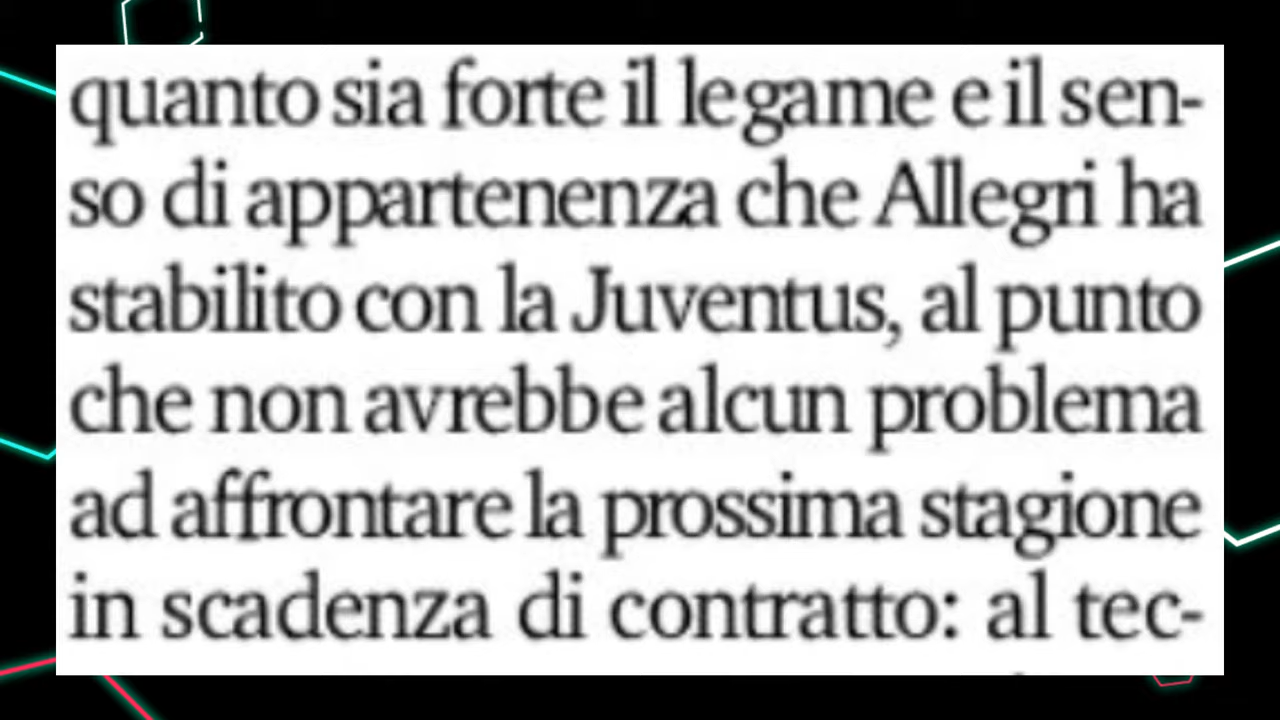 quanto sia forte il legame e il sen-
so di appartenenza che Allegri ha
stabilito con la Juventus, al punto
che non avrebbe alcun problema
ad affrontare la prossima stagione
in scadenza di contratto: al tec-